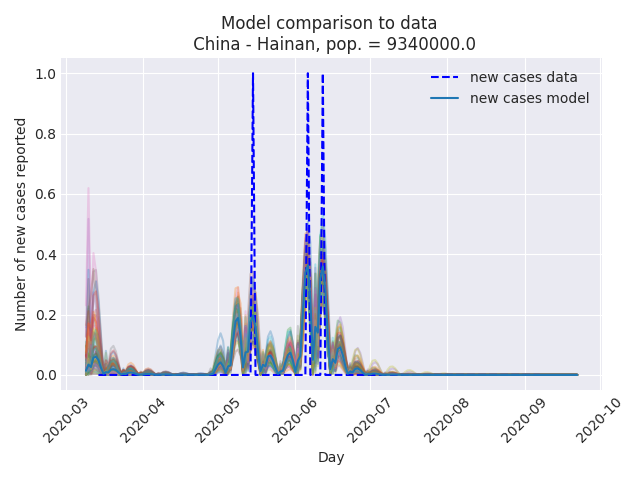 Model comparison to data
China - Hainan, pop. = 9340000.0
new cases data
new cases model
Number of new cases reported
1.0
0.8
0.6
0.4
0.2
0.0
2020-03
2020-04
2020-05
2020-06
2020-07
2020-08
2020-09
2020-10
Day